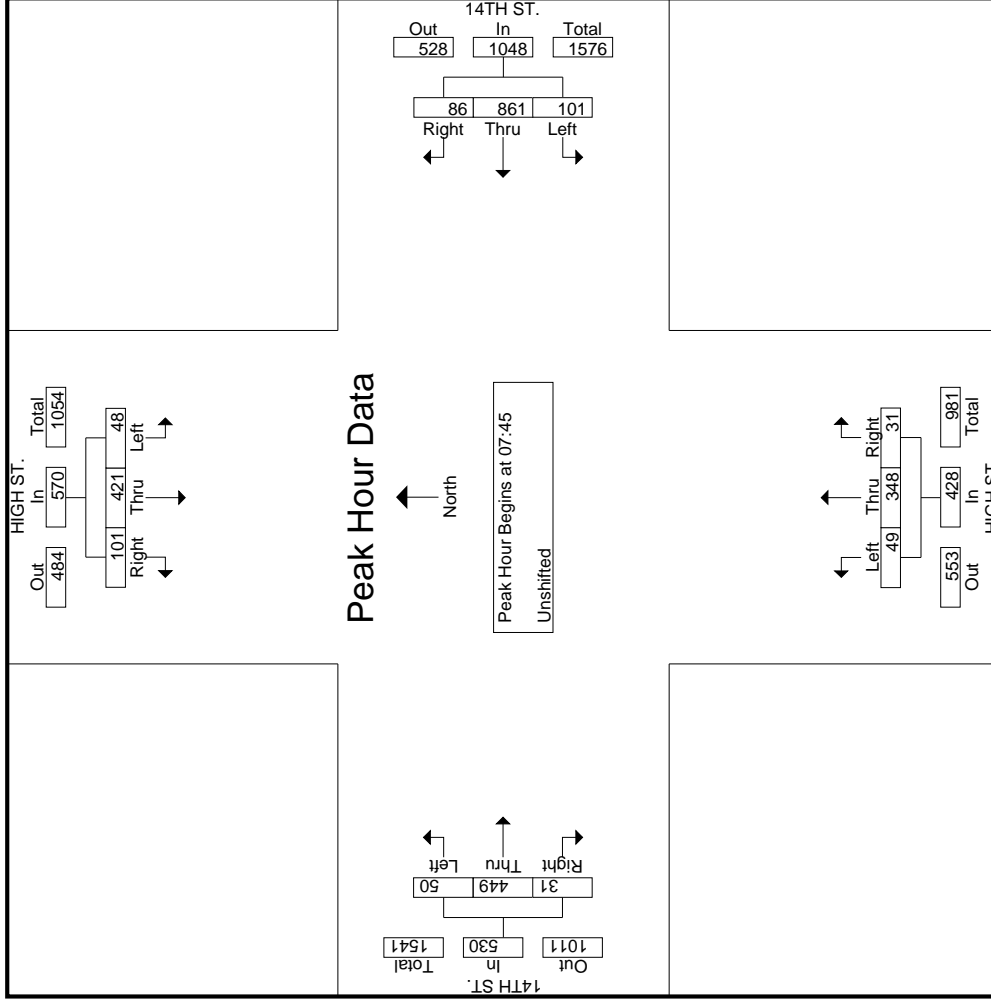 14TH ST.
Out In Total
528 1048 1576
86 861 101
Right Thru Left
HIGH ST.
Out In Total
484 570 1054
101 421 48
Right Thru Left
Peak Hour Data
North
Peak Hour Begins at 07:45
Unshifted
Left Thru Right
49 348 31
553 428 981
Out In Total
HIGH ST.
Left Thru Right
50 449 31
Total In Out
1541 530 1011
14TH ST.